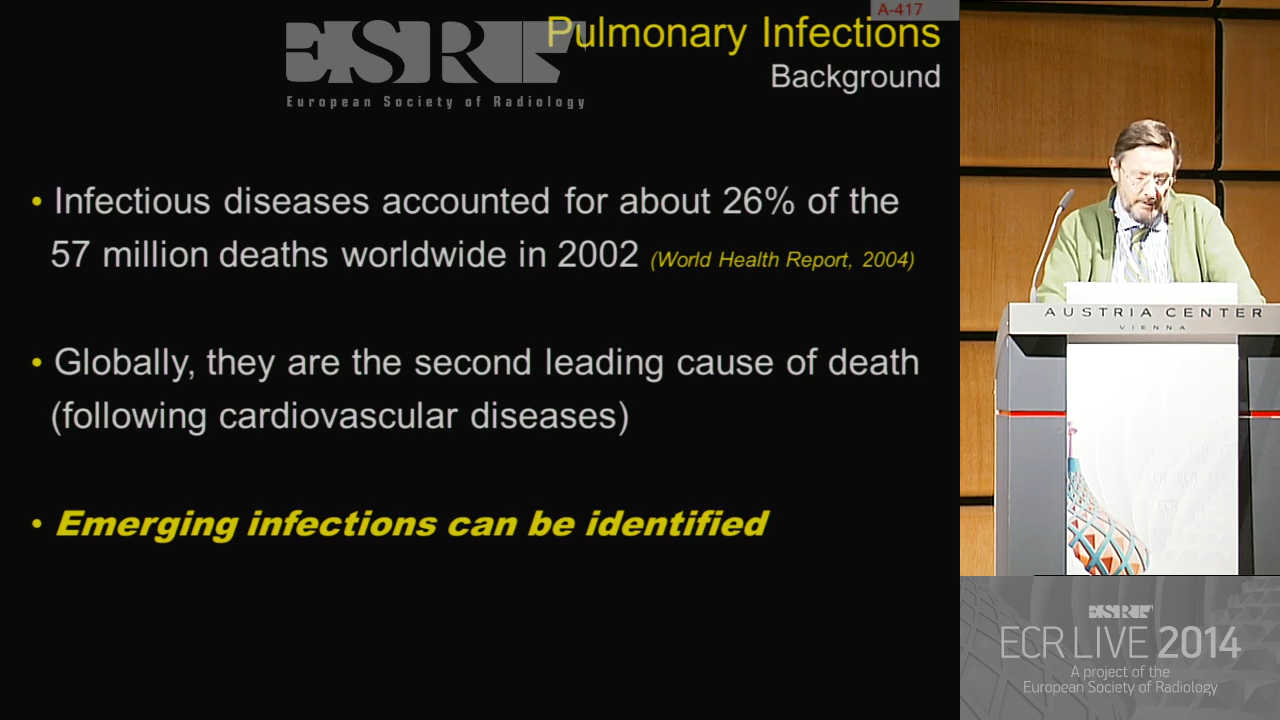 A-417
ESR
European Society of Radiology
Pulmonary Infections
Background
• Infectious diseases accounted for about 26% of the
57 million deaths worldwide in 2002 (World Health Report, 2004)
• Globally, they are the second leading cause of death
(following cardiovascular diseases)
• Emerging infections can be identified
AUSTRIA CENTER
VIENNA
ESR
ECR LIVE 2014
A project of the
European Society of Radiology